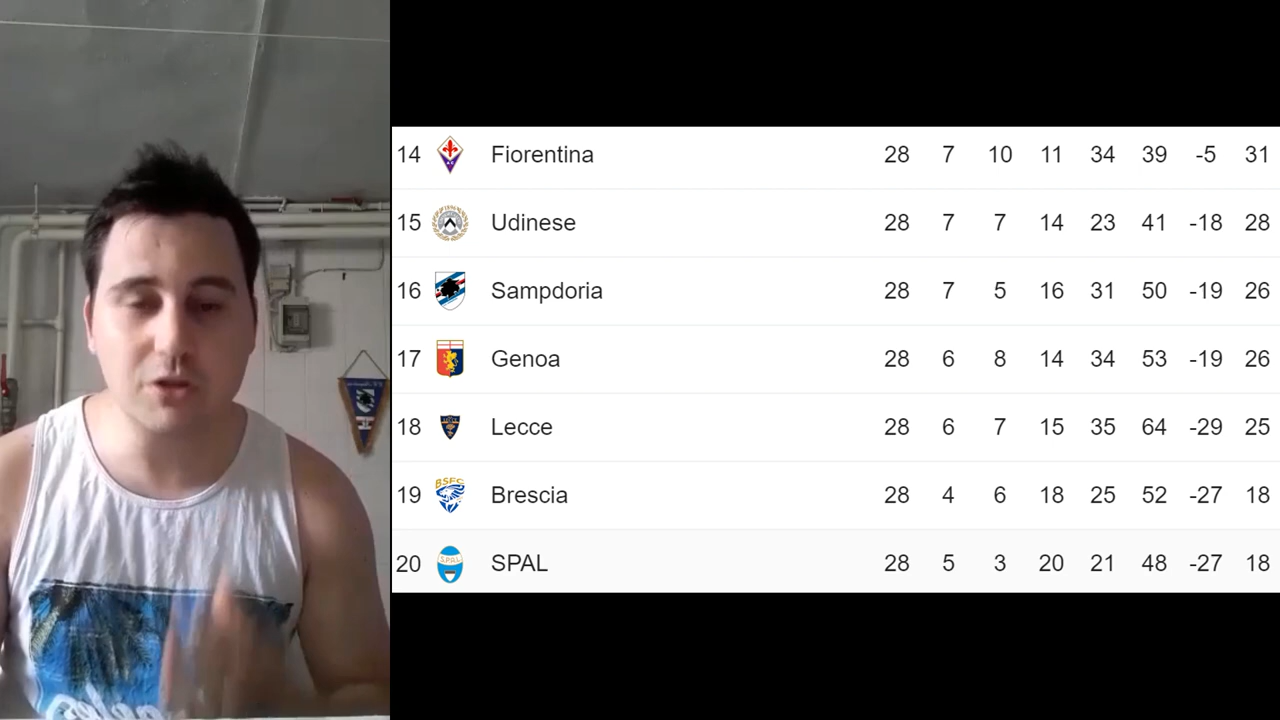 14 Fiorentina 28 7 10 11 34 39 -5 31
15 Udinese 28 7 7 14 23 41 -18 28
16 Sampdoria 28 7 5 16 31 50 -19 26
17 Genoa 28 6 8 14 34 53 -19 26
18 Lecce 28 6 7 15 35 64 -29 25
BSFC
19 Brescia 28 4 6 18 25 52 -27 18
20 SPAL 28 5 3 20 21 48 -27 18